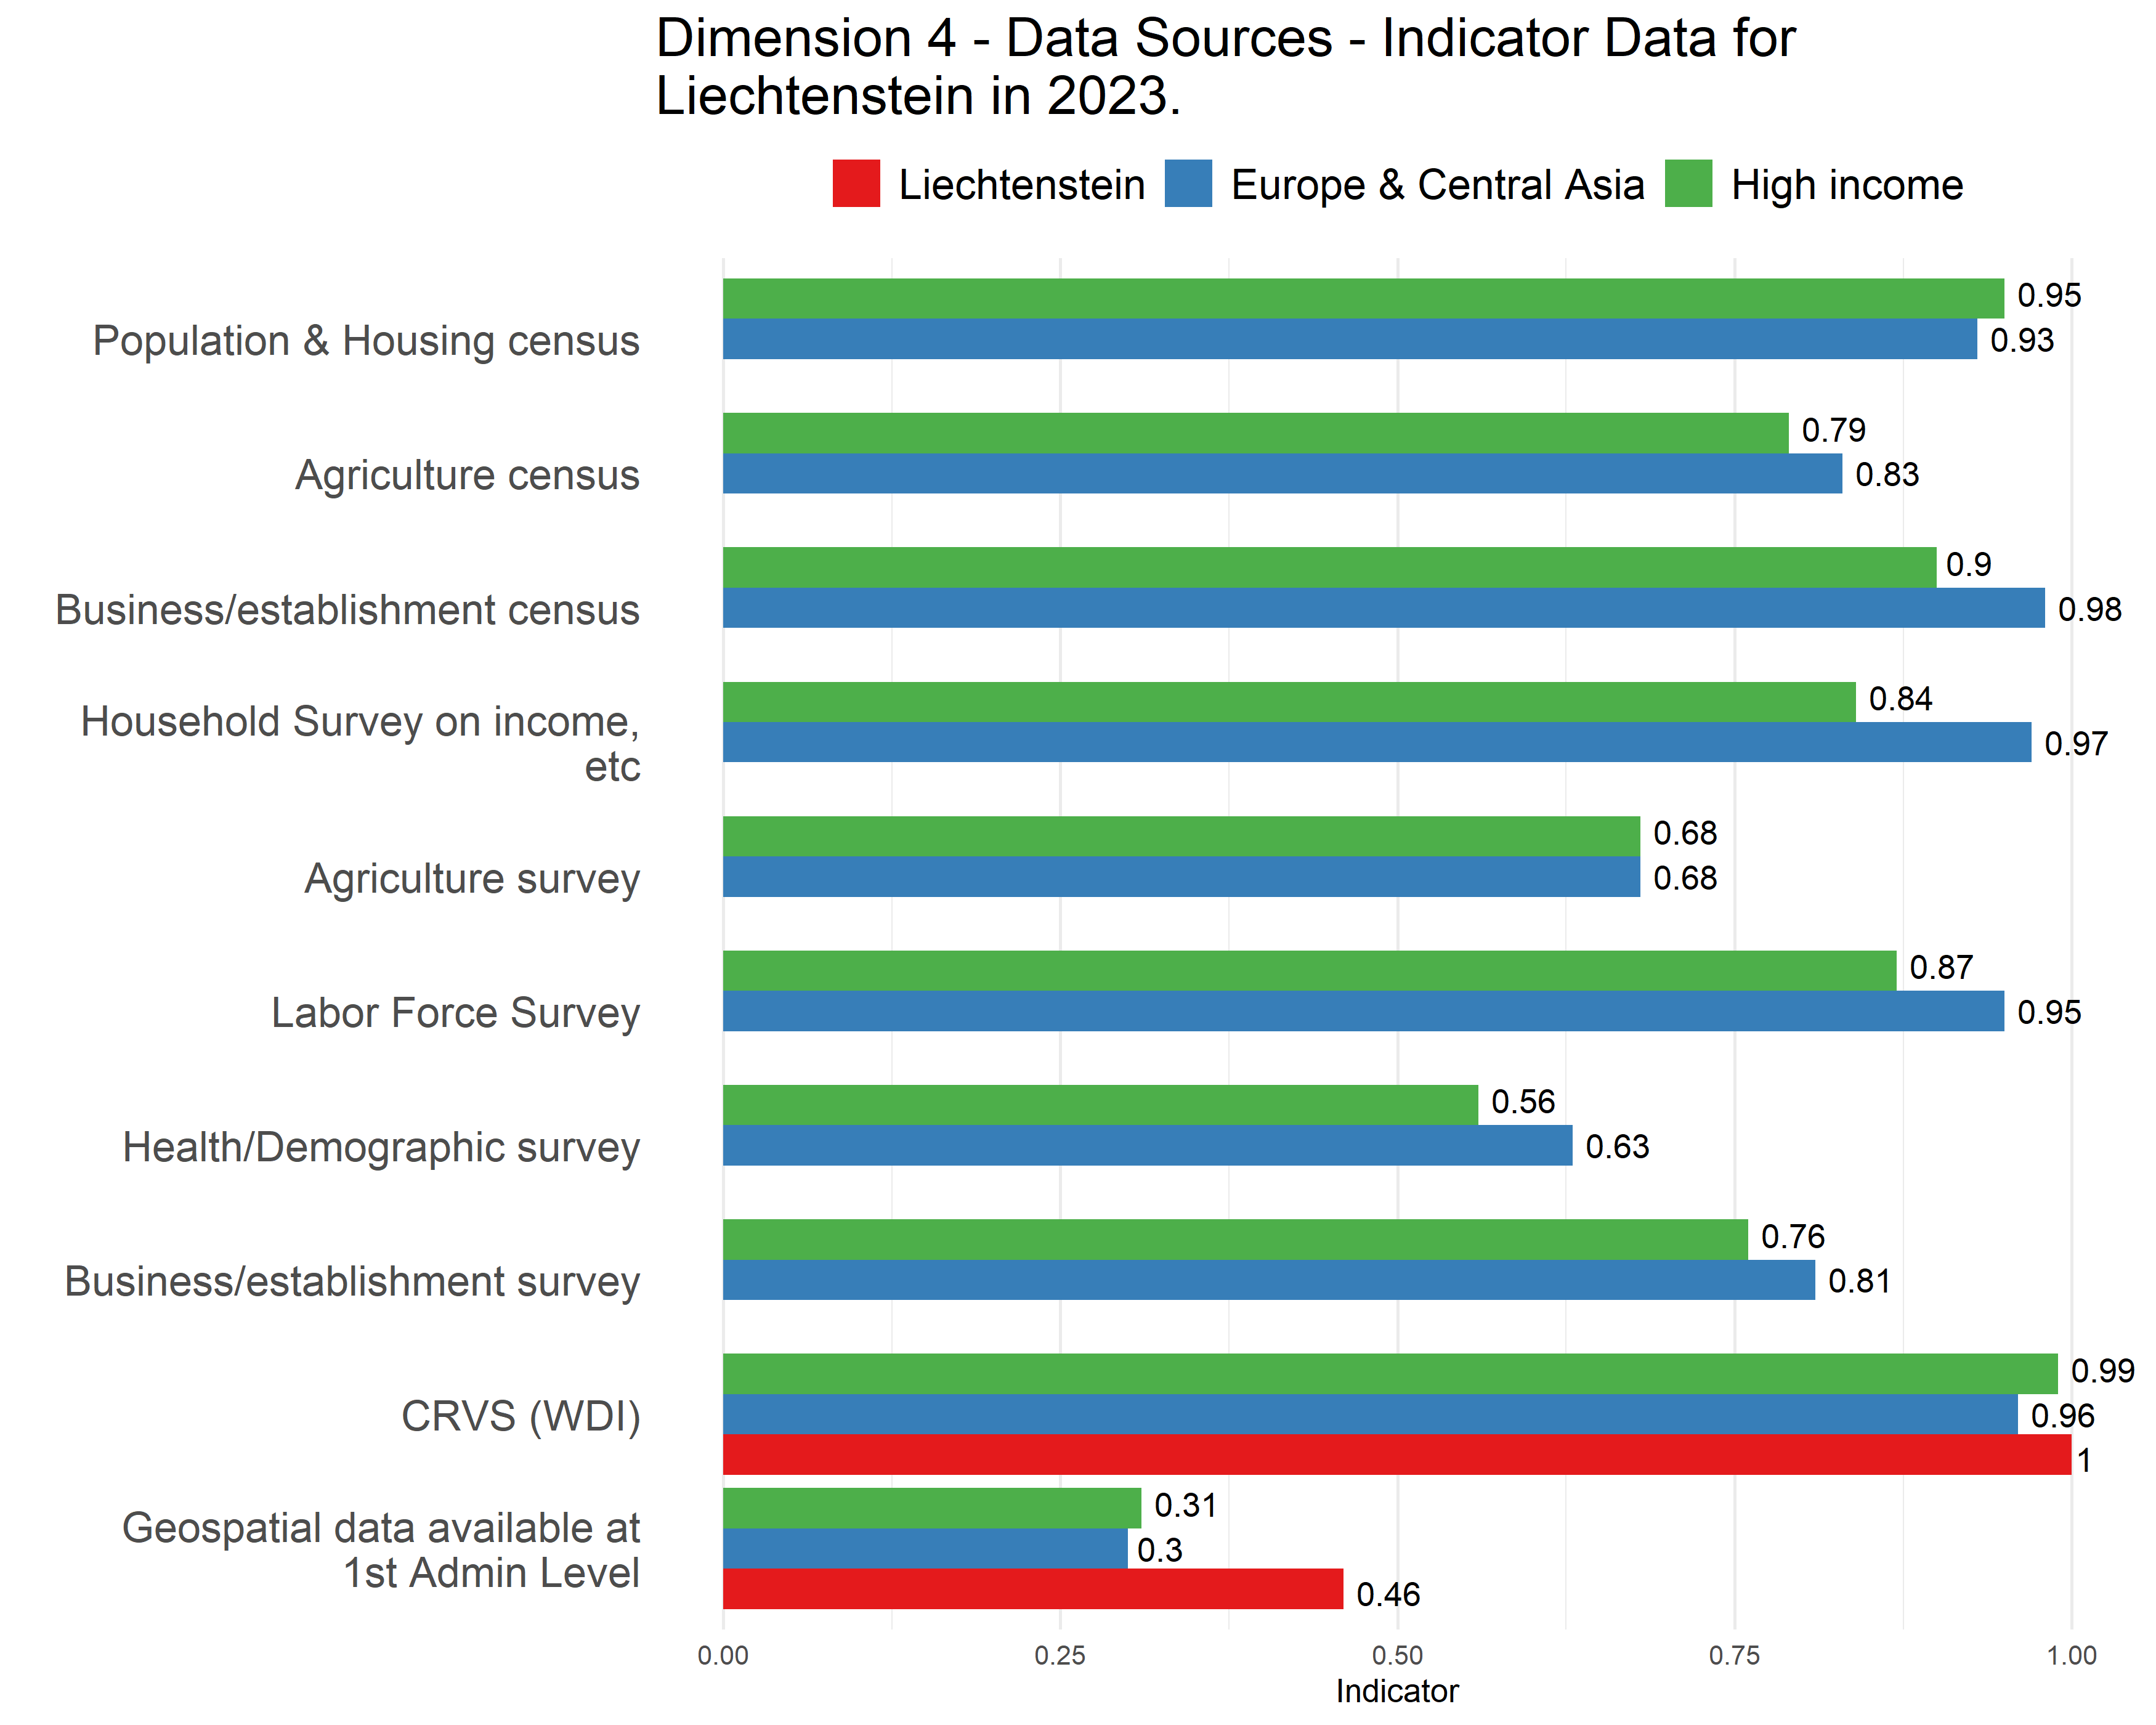 Dimension 4 - Data Sources - Indicator Data for
Liechtenstein in 2023.
Liechtenstein Europe & Central Asia High income
Population & Housing census
0.95
0.93
Agriculture census
0.79
0.83
Business/establishment census
0.9
0.98
Household Survey on income,
etc
0.84
0.97
Agriculture survey
0.68
0.68
Labor Force Survey
0.87
0.95
Health/Demographic survey
0.56
0.63
Business/establishment survey
0.76
0.81
CRVS (WDI)
0.99
0.96
1
Geospatial data available at
1st Admin Level
0.31
0.3
0.46
0.00 0.25 0.50 0.75 1.00
Indicator